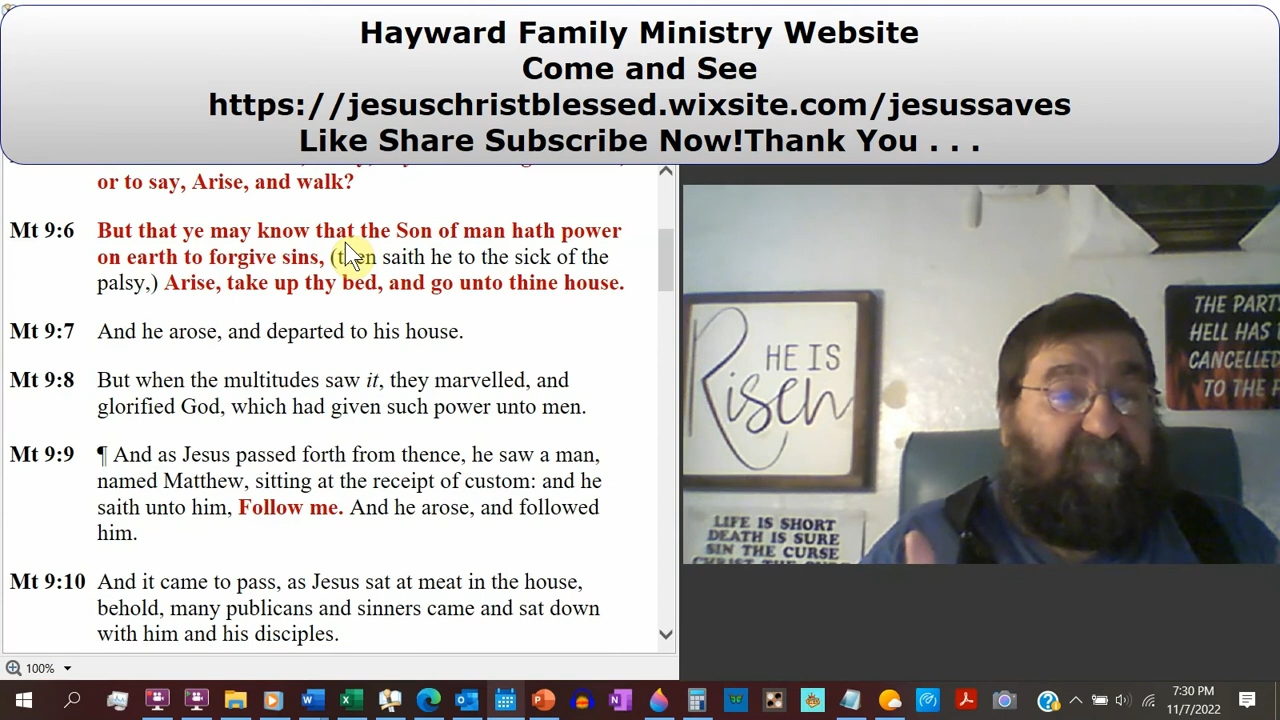 Hayward Family Ministry Website
Come and See
https://jesuschristblessed.wixsite.com/jesussaves
Like Share Subscribe Now!Thank You . . .
or to say, Arise, and walk?
Mt 9:6 But that ye may know that the Son of man hath power
on earth to forgive sins, (then saith he to the sick of the
palsy,) Arise, take up thy bed, and go unto thine house.
Mt 9:7 And he arose, and departed to his house.
Mt 9:8 But when the multitudes saw it, they marvelled, and
glorified God, which had given such power unto men.
Mt 9:9 ¶ And as Jesus passed forth from thence, he saw a man,
named Matthew, sitting at the receipt of custom: and he
saith unto him, Follow me. And he arose, and followed
him.
Mt 9:10 And it came to pass, as Jesus sat at meat in the house,
behold, many publicans and sinners came and sat down
with him and his disciples.
100%
HE IS
Risen
THE PART
HELL HAS
CANCELLED
TO THE F
LIFE IS SHORT
DEATH IS SURE
SIN THE CURSE
7:30 PM
11/7/2022